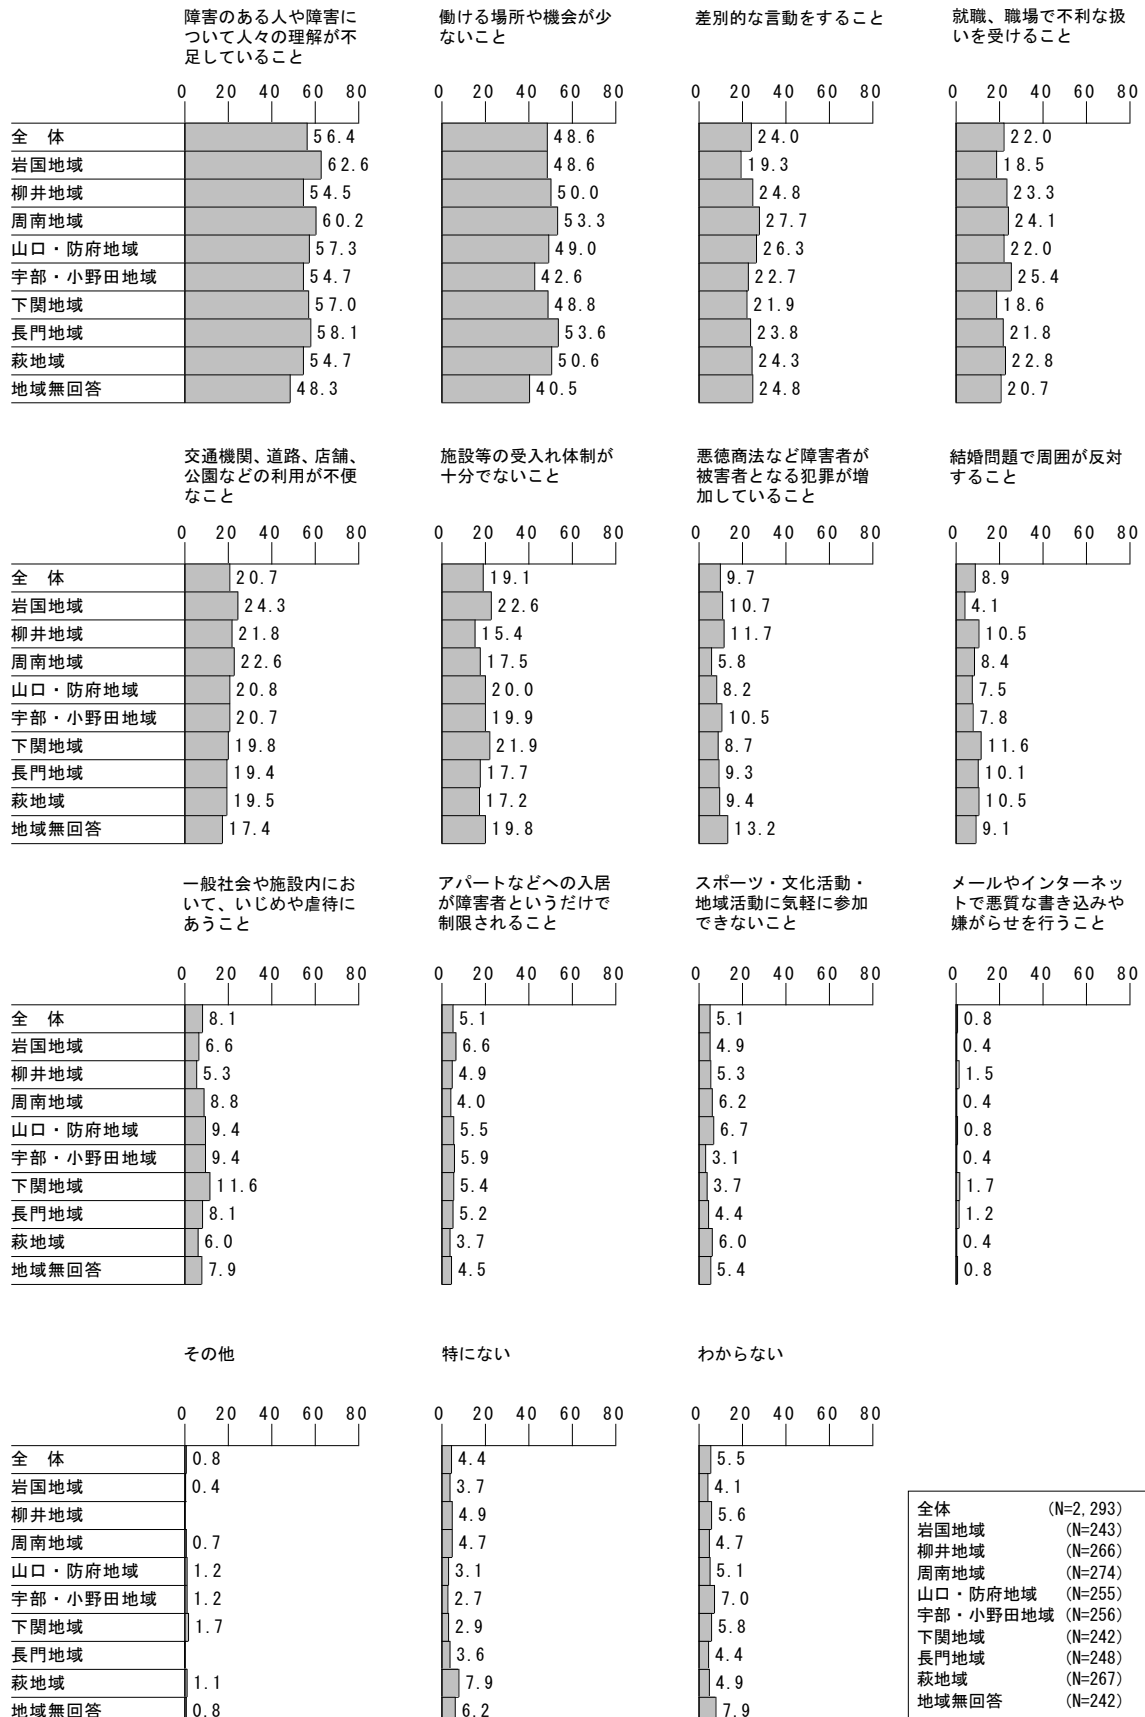 障害のある人や障害に
ついて人々の理解が不
足していること
働ける場所や機会が少
ないこと
差別的な言動をすること
就職、職場で不利な扱
いを受けること
0 20 40 60 80
0 20 40 60 80
0 20 40 60 80
0 20 40 60 80
全 体 56.4 48.6 24.0 22.0
岩国地域 62.6 48.6 19.3 18.5
柳井地域 54.5 50.0 24.8 23.3
周南地域 60.2 53.3 27.7 24.1
山口・防府地域 57.3 49.0 26.3 22.0
宇部・小野田地域 54.7 42.6 22.7 25.4
下関地域 57.0 48.8 21.9 18.6
長門地域 58.1 53.6 23.8 21.8
萩地域 54.7 50.6 24.3 22.8
地域無回答 48.3 40.5 24.8 20.7
交通機関、道路、店舗、
公園などの利用が不便
なこと
施設等の受入れ体制が
十分でないこと
悪徳商法など障害者が
被害者となる犯罪が増
加していること
結婚問題で周囲が反対
すること
0 20 40 60 80
0 20 40 60 80
0 20 40 60 80
0 20 40 60 80
全 体 20.7 19.1 9.7 8.9
岩国地域 24.3 22.6 10.7 4.1
柳井地域 21.8 15.4 11.7 10.5
周南地域 22.6 17.5 5.8 8.4
山口・防府地域 20.8 20.0 8.2 7.5
宇部・小野田地域 20.7 19.9 10.5 7.8
下関地域 19.8 21.9 8.7 11.6
長門地域 19.4 17.7 9.3 10.1
萩地域 19.5 17.2 9.4 10.5
地域無回答 17.4 19.8 13.2 9.1
一般社会や施設内にお
いて、いじめや虐待に
あうこと
アパートなどへの入居
が障害者というだけで
制限されること
スポーツ・文化活動・
地域活動に気軽に参加
できないこと
メールやインターネッ
トで悪質な書き込みや
嫌がらせを行うこと
0 20 40 60 80
0 20 40 60 80
0 20 40 60 80
0 20 40 60 80
全 体 8.1 5.1 5.1 0.8
岩国地域 6.6 6.6 4.9 0.4
柳井地域 5.3 4.9 5.3 1.5
周南地域 8.8 4.0 6.2 0.4
山口・防府地域 9.4 5.5 6.7 0.8
宇部・小野田地域 9.4 5.9 3.1 0.4
下関地域 11.6 5.4 3.7 1.7
長門地域 8.1 5.2 4.4 1.2
萩地域 6.0 3.7 6.0 0.4
地域無回答 7.9 4.5 5.4 0.8
その他
特にない
わからない
0 20 40 60 80
0 20 40 60 80
0 20 40 60 80
全 体 0.8 4.4 5.5
岩国地域 0.4 3.7 4.1
柳井地域 4.9 5.6
周南地域 0.7 4.7 4.7
山口・防府地域 1.2 3.1 5.1
宇部・小野田地域 1.2 2.7 7.0
下関地域 1.7 2.9 5.8
長門地域 3.6 4.4
萩地域 1.1 7.9 4.9
地域無回答 0.8 6.2 7.9
全体 (N=2,293)
岩国地域 (N=243)
柳井地域 (N=266)
周南地域 (N=274)
山口・防府地域 (N=255)
宇部・小野田地域 (N=256)
下関地域 (N=242)
長門地域 (N=248)
萩地域 (N=267)
地域無回答 (N=242)